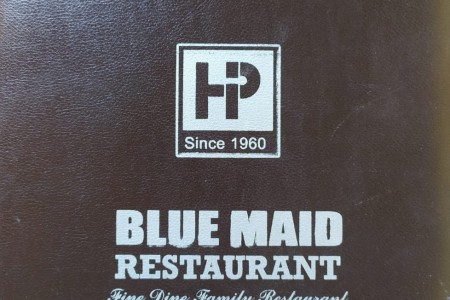 HP
Since 1960
BLUE MAID
RESTAURANT
Fine Dine Family Restaurant